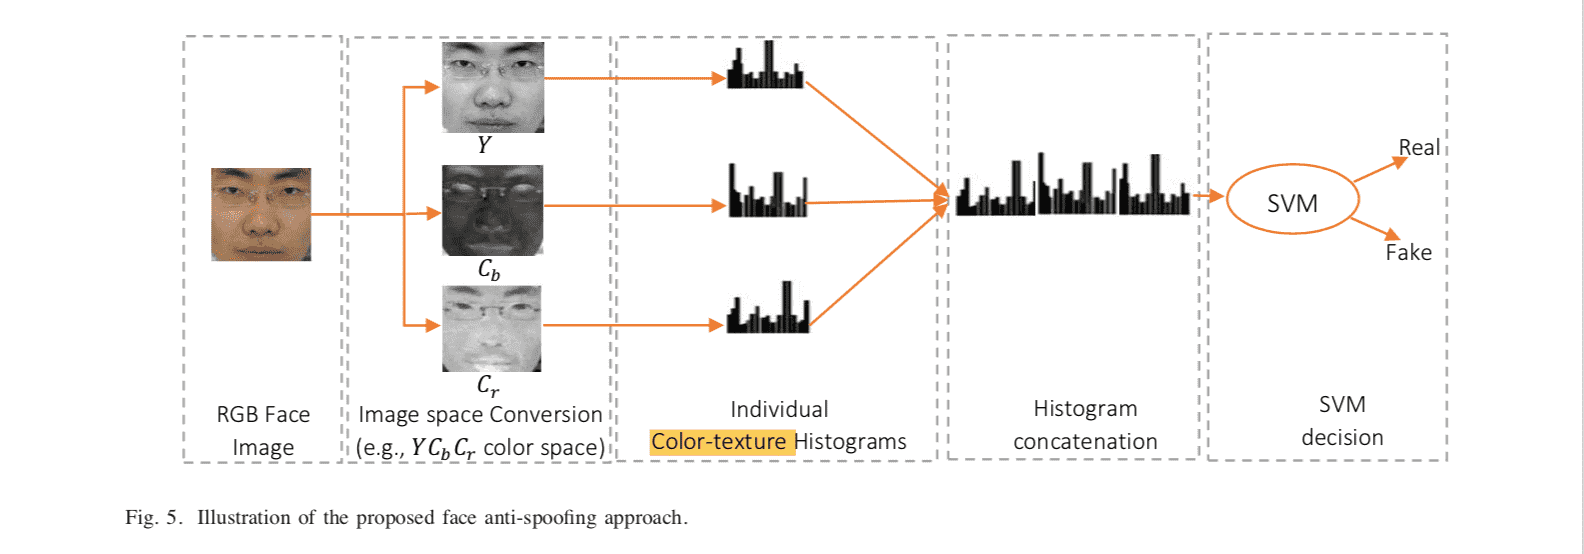 Y
C_b
C_r
RGB Face
Image
Image space Conversion
(e.g., YC_bC_r color space)
Individual
Color-texture Histograms
Histogram
concatenation
SVM
Real
Fake
SVM
decision
Fig. 5. Illustration of the proposed face anti-spoofing approach.